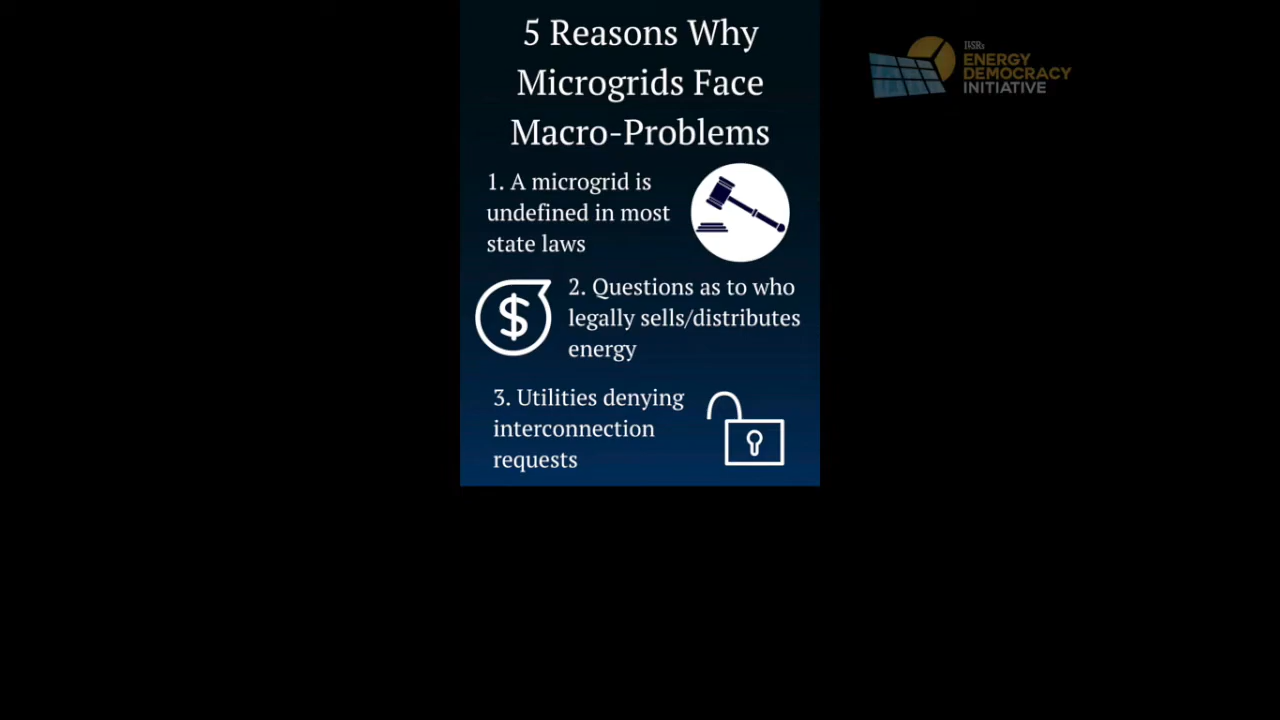 5 Reasons Why
Microgrids Face
Macro-Problems
1. A microgrid is
undefined in most
state laws
$
2. Questions as to who
legally sells/distributes
energy
3. Utilities denying
interconnection
requests
ILSR's
ENERGY
DEMOCRACY
INITIATIVE